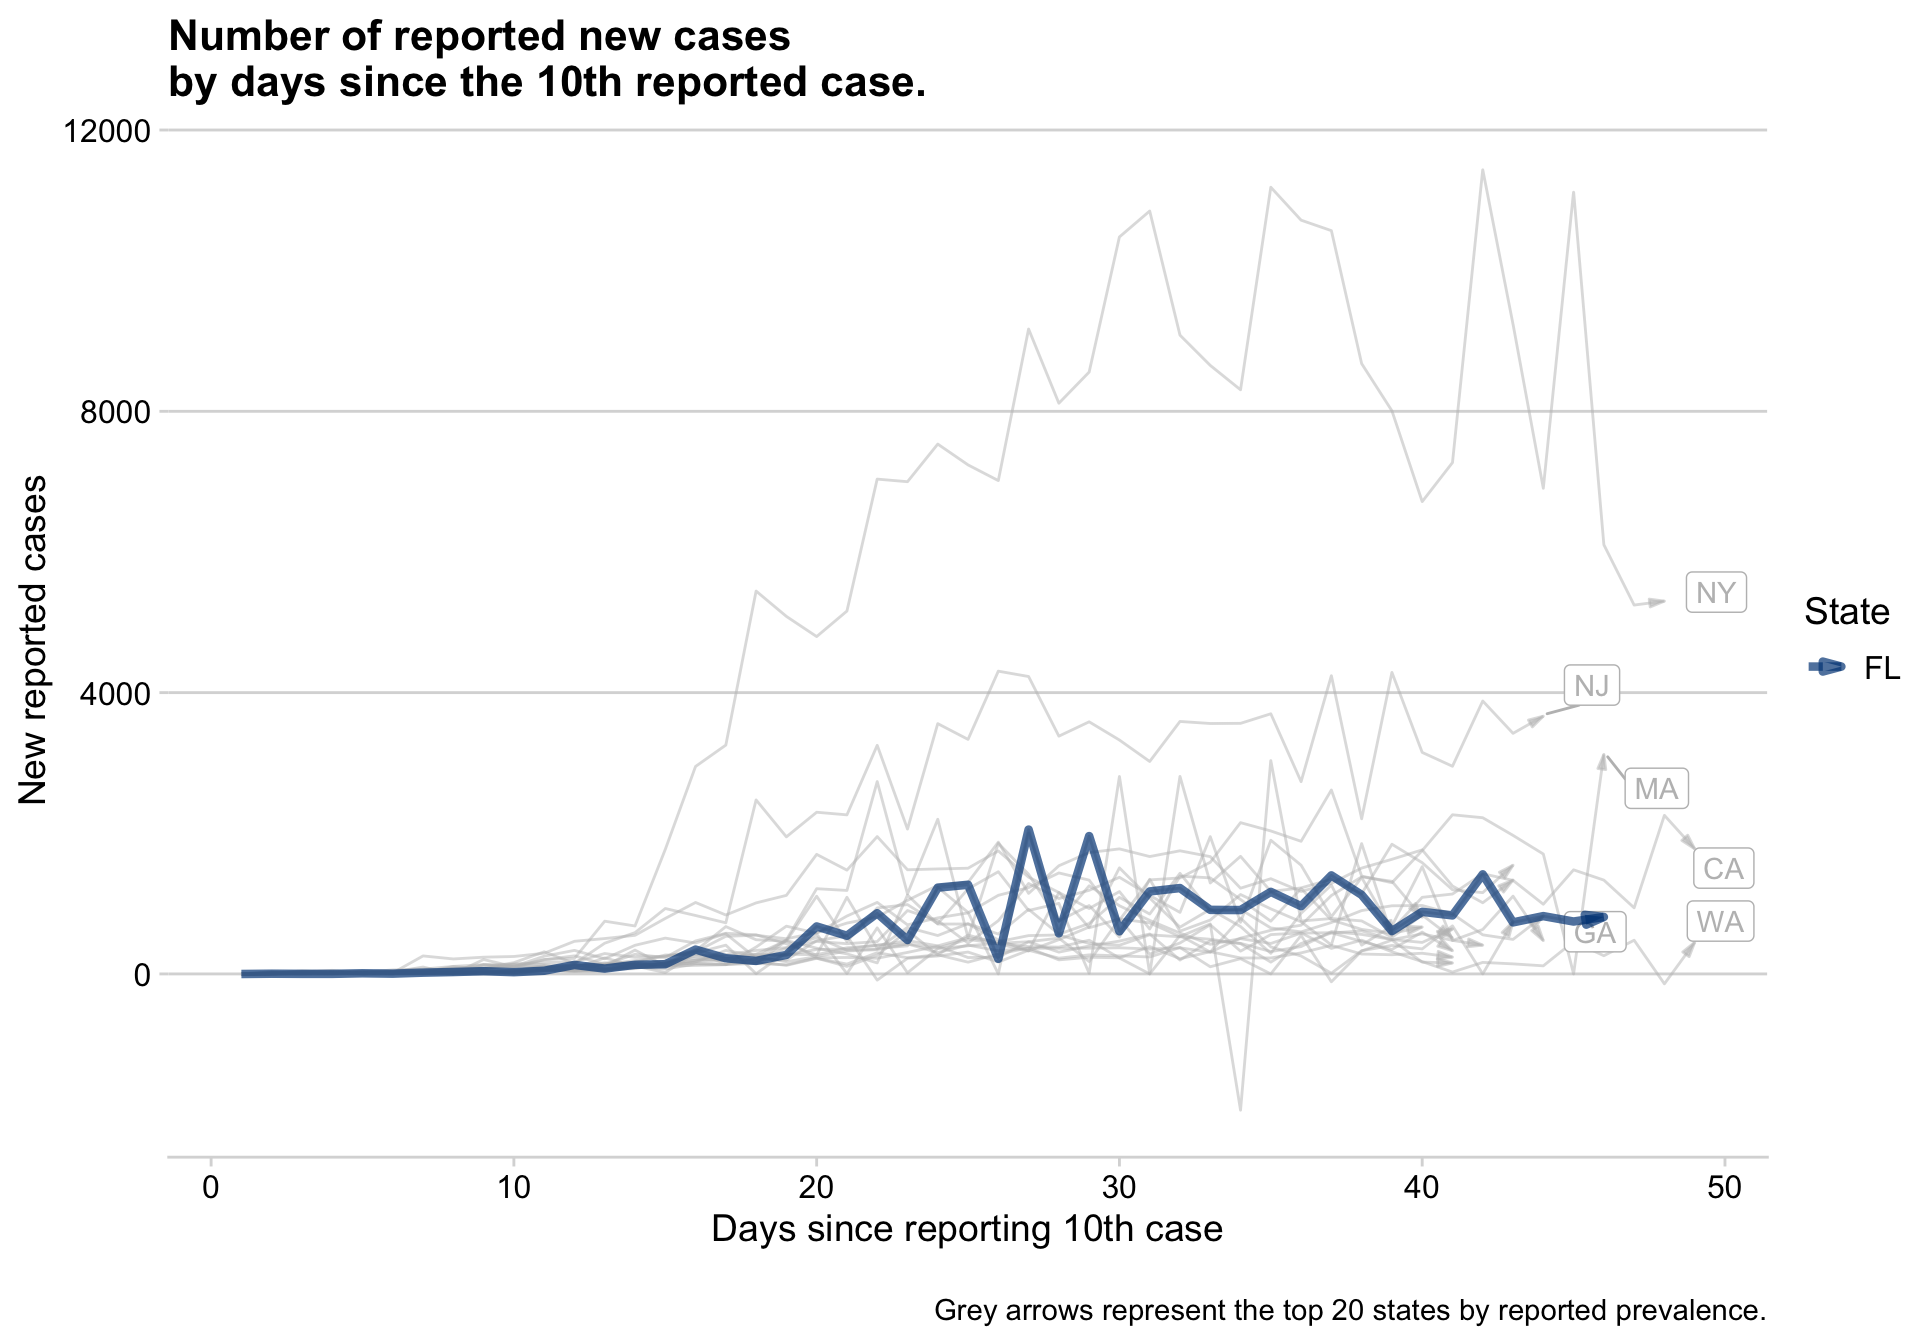 Number of reported new cases
by days since the 10th reported case.
12000
8000
4000
0
New reported cases
NY
NJ
MA
CA
WA
GA
State
FL
0 10 20 30 40 50
Days since reporting 10th case
Grey arrows represent the top 20 states by reported prevalence.